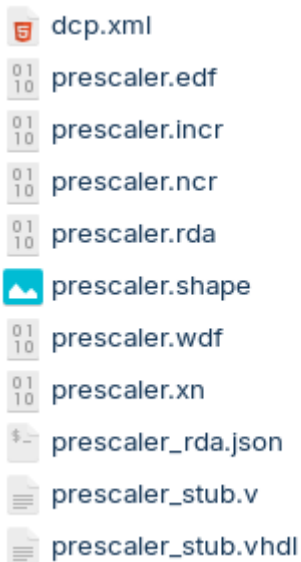 dcp.xml
prescaler.edf
prescaler.incr
prescaler.ncr
prescaler.rda
prescaler.shape
prescaler.wdf
prescaler.xn
prescaler_rda.json
prescaler_stub.v
prescaler_stub.vhdl